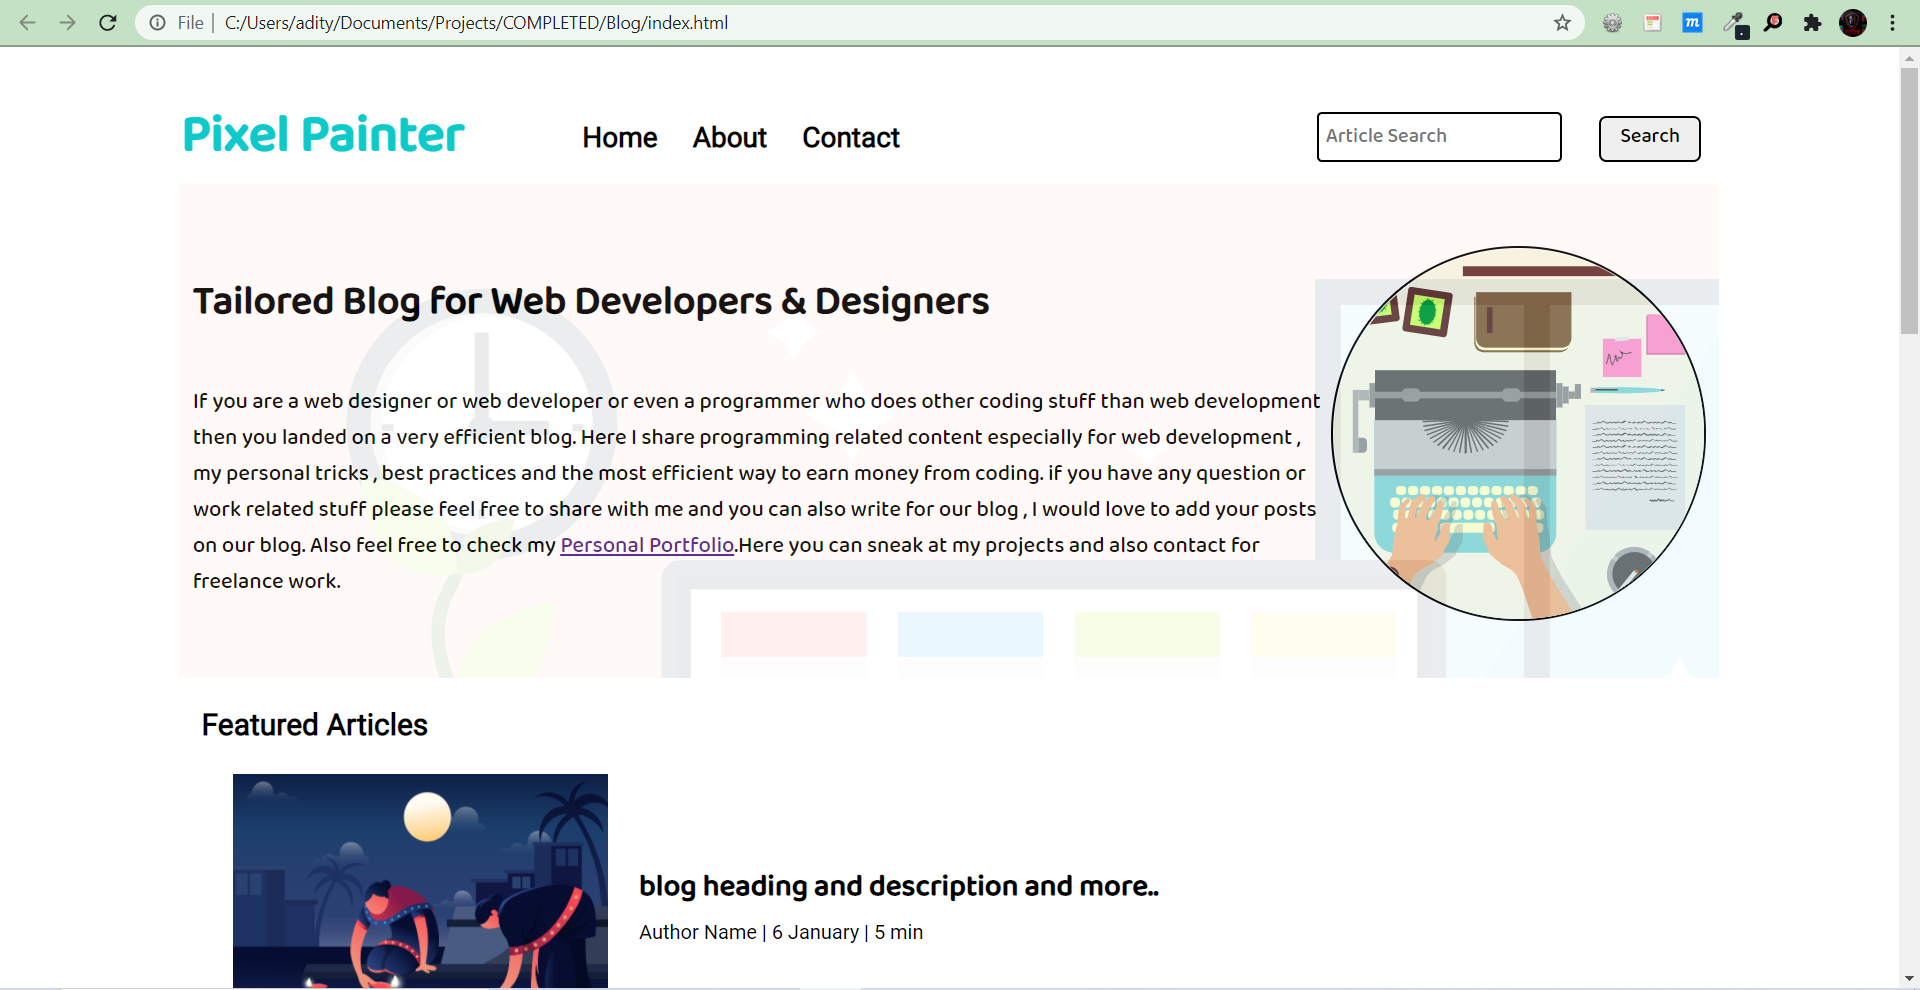 File | C:/Users/adity/Documents/Projects/COMPLETED/Blog/index.html
Pixel Painter
Home About Contact
Article Search
Search
Tailored Blog for Web Developers & Designers
If you are a web designer or web developer or even a programmer who does other coding stuff than web development
then you landed on a very efficient blog. Here I share programming related content especially for web development ,
my personal tricks , best practices and the most efficient way to earn money from coding. if you have any question or
work related stuff please feel free to share with me and you can also write for our blog , I would love to add your posts
on our blog. Also feel free to check my Personal Portfolio.Here you can sneak at my projects and also contact for
freelance work.
Featured Articles
blog heading and description and more..
Author Name | 6 January | 5 min